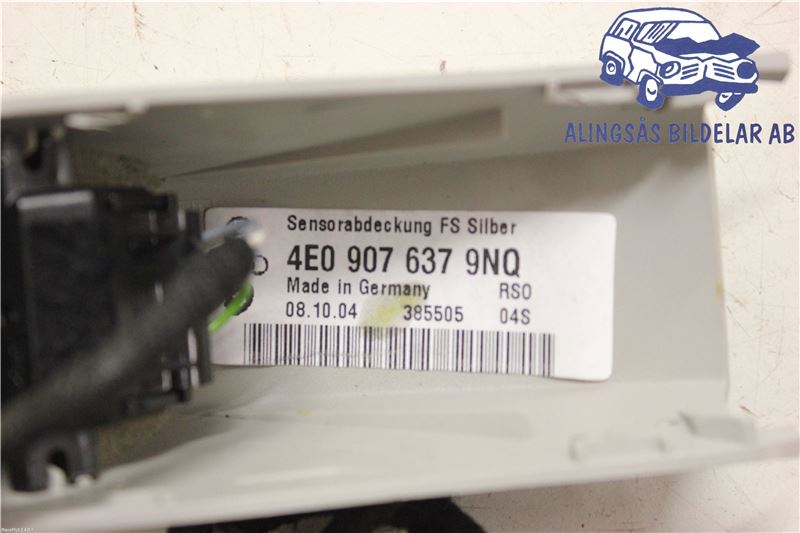 ALINGSÅS BILDELAR AB
Sensorabdeckung FS Silber
4E0 907 637 9NQ
Made in Germany RSO
08.10.04 385505 04S